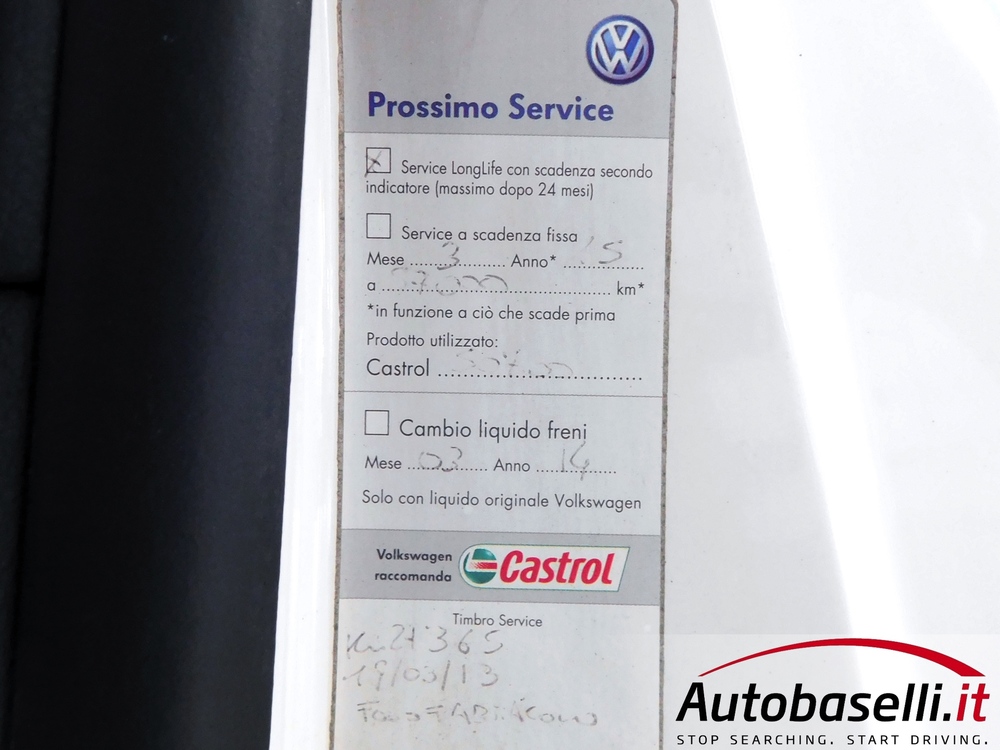 Prossimo Service
Service LongLife con scadenza secondo
indicatore (massimo dopo 24 mesi)
Service a scadenza fissa
Mese 3 Anno* 15
a km*
*in funzione a ciò che scade prima
Prodotto utilizzato:
Castrol
Cambio liquido freni
Mese 03 Anno 14
Solo con liquido originale Volkswagen
Volkswagen
raccomanda
Castrol
Timbro Service
19/03/13
Autobaselli.it
STOP SEARCHING. START DRIVING.